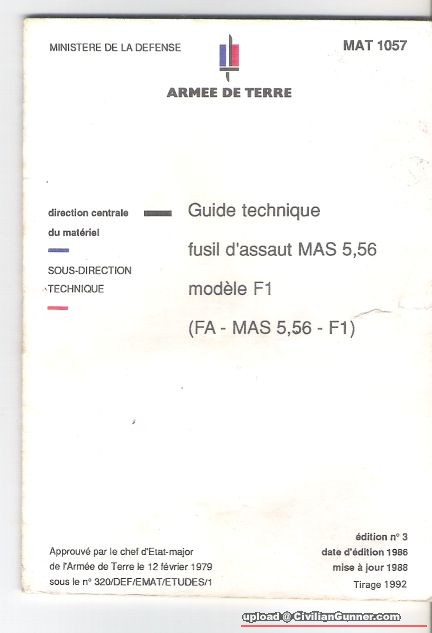 MINISTERE DE LA DEFENSE
MAT 1057
ARMEE DE TERRE
direction centrale
du matériel
SOUS-DIRECTION
TECHNIQUE
Guide technique
fusil d'assaut MAS 5,56
modèle F1
(FA - MAS 5,56 - F1)
Approuvé par le chef d'Etat-major
de l'Armée de Terre le 12 février 1979
sous le n° 320/DEF/EMAT/ETUDES/1
édition n° 3
date d'édition 1986
mise à jour 1988
Tirage 1992
upload @ CivilianGunner.com